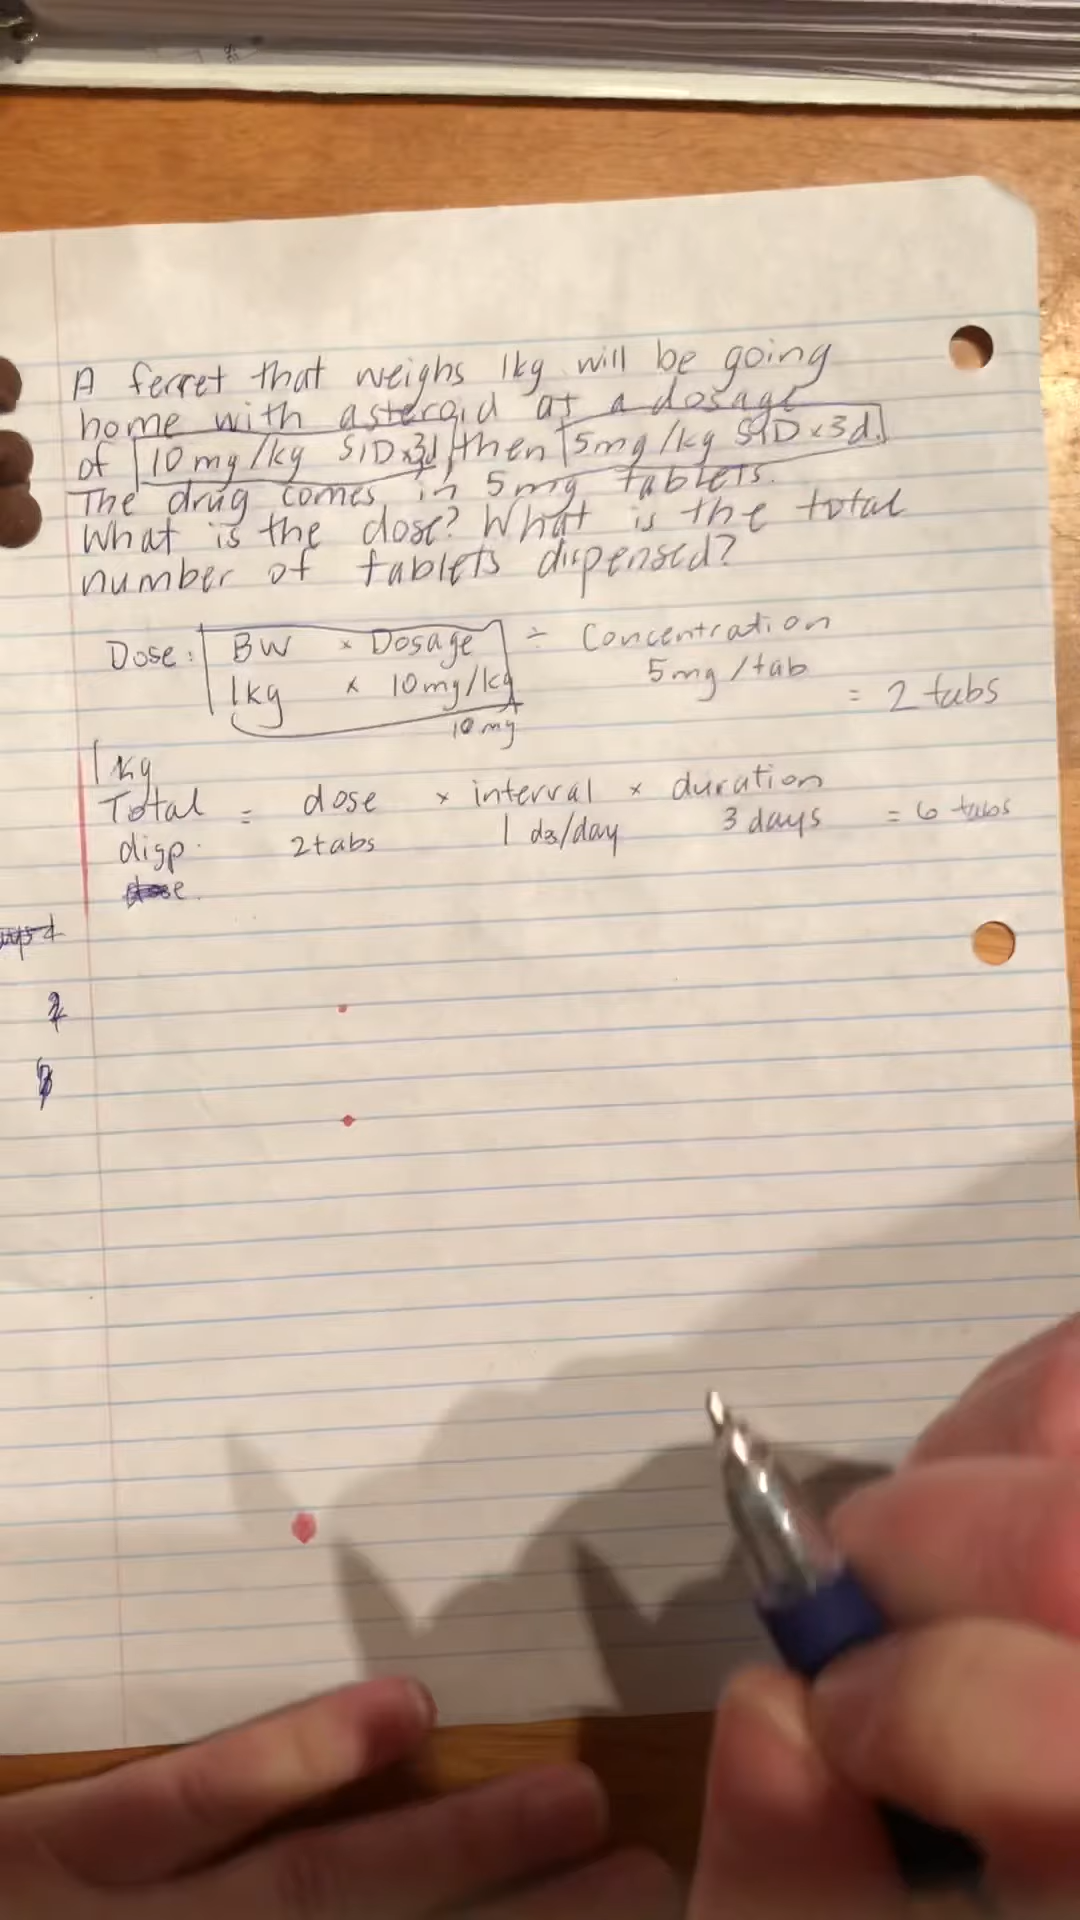 A ferret that weighs 1kg will be going
home with asteroid at a dosage
of 10mg/kg SID x3d, then 5mg/kg SID x3d.
The drug comes in 5mg tablets.
What is the dose? What is the total
number of tablets dispensed?
Dose: BW x Dosage ÷ Concentration
1kg x 10mg/kg 5mg/tab = 2 tabs
10mg
1kg
Total = dose x interval x duration
disp. 2tabs 1 ds/day 3 days = 6 tabs